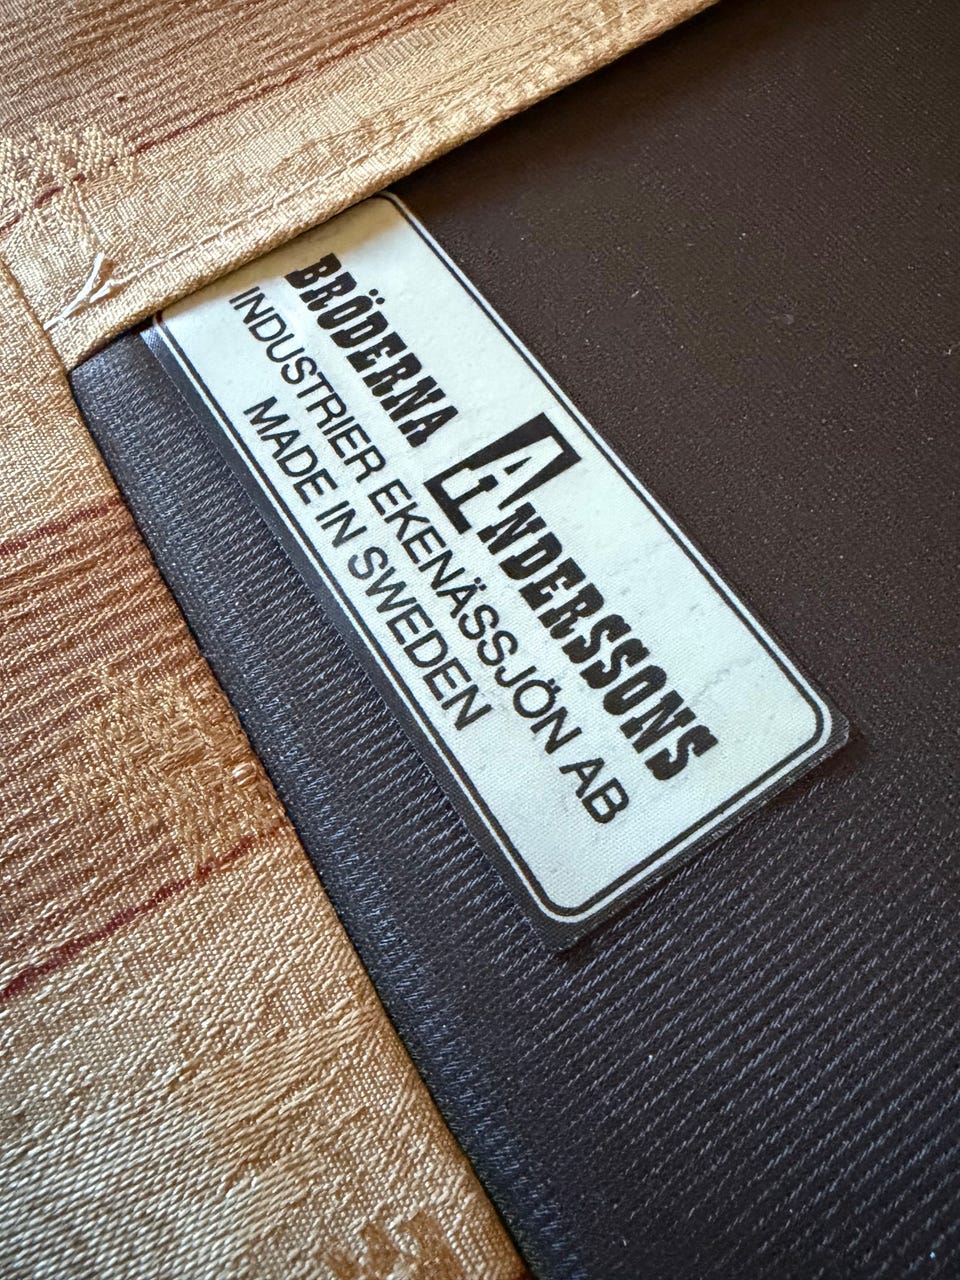 BRÖDERNA ANDERSSONS
INDUSTRIER EKENÄSSJÖN AB
MADE IN SWEDEN